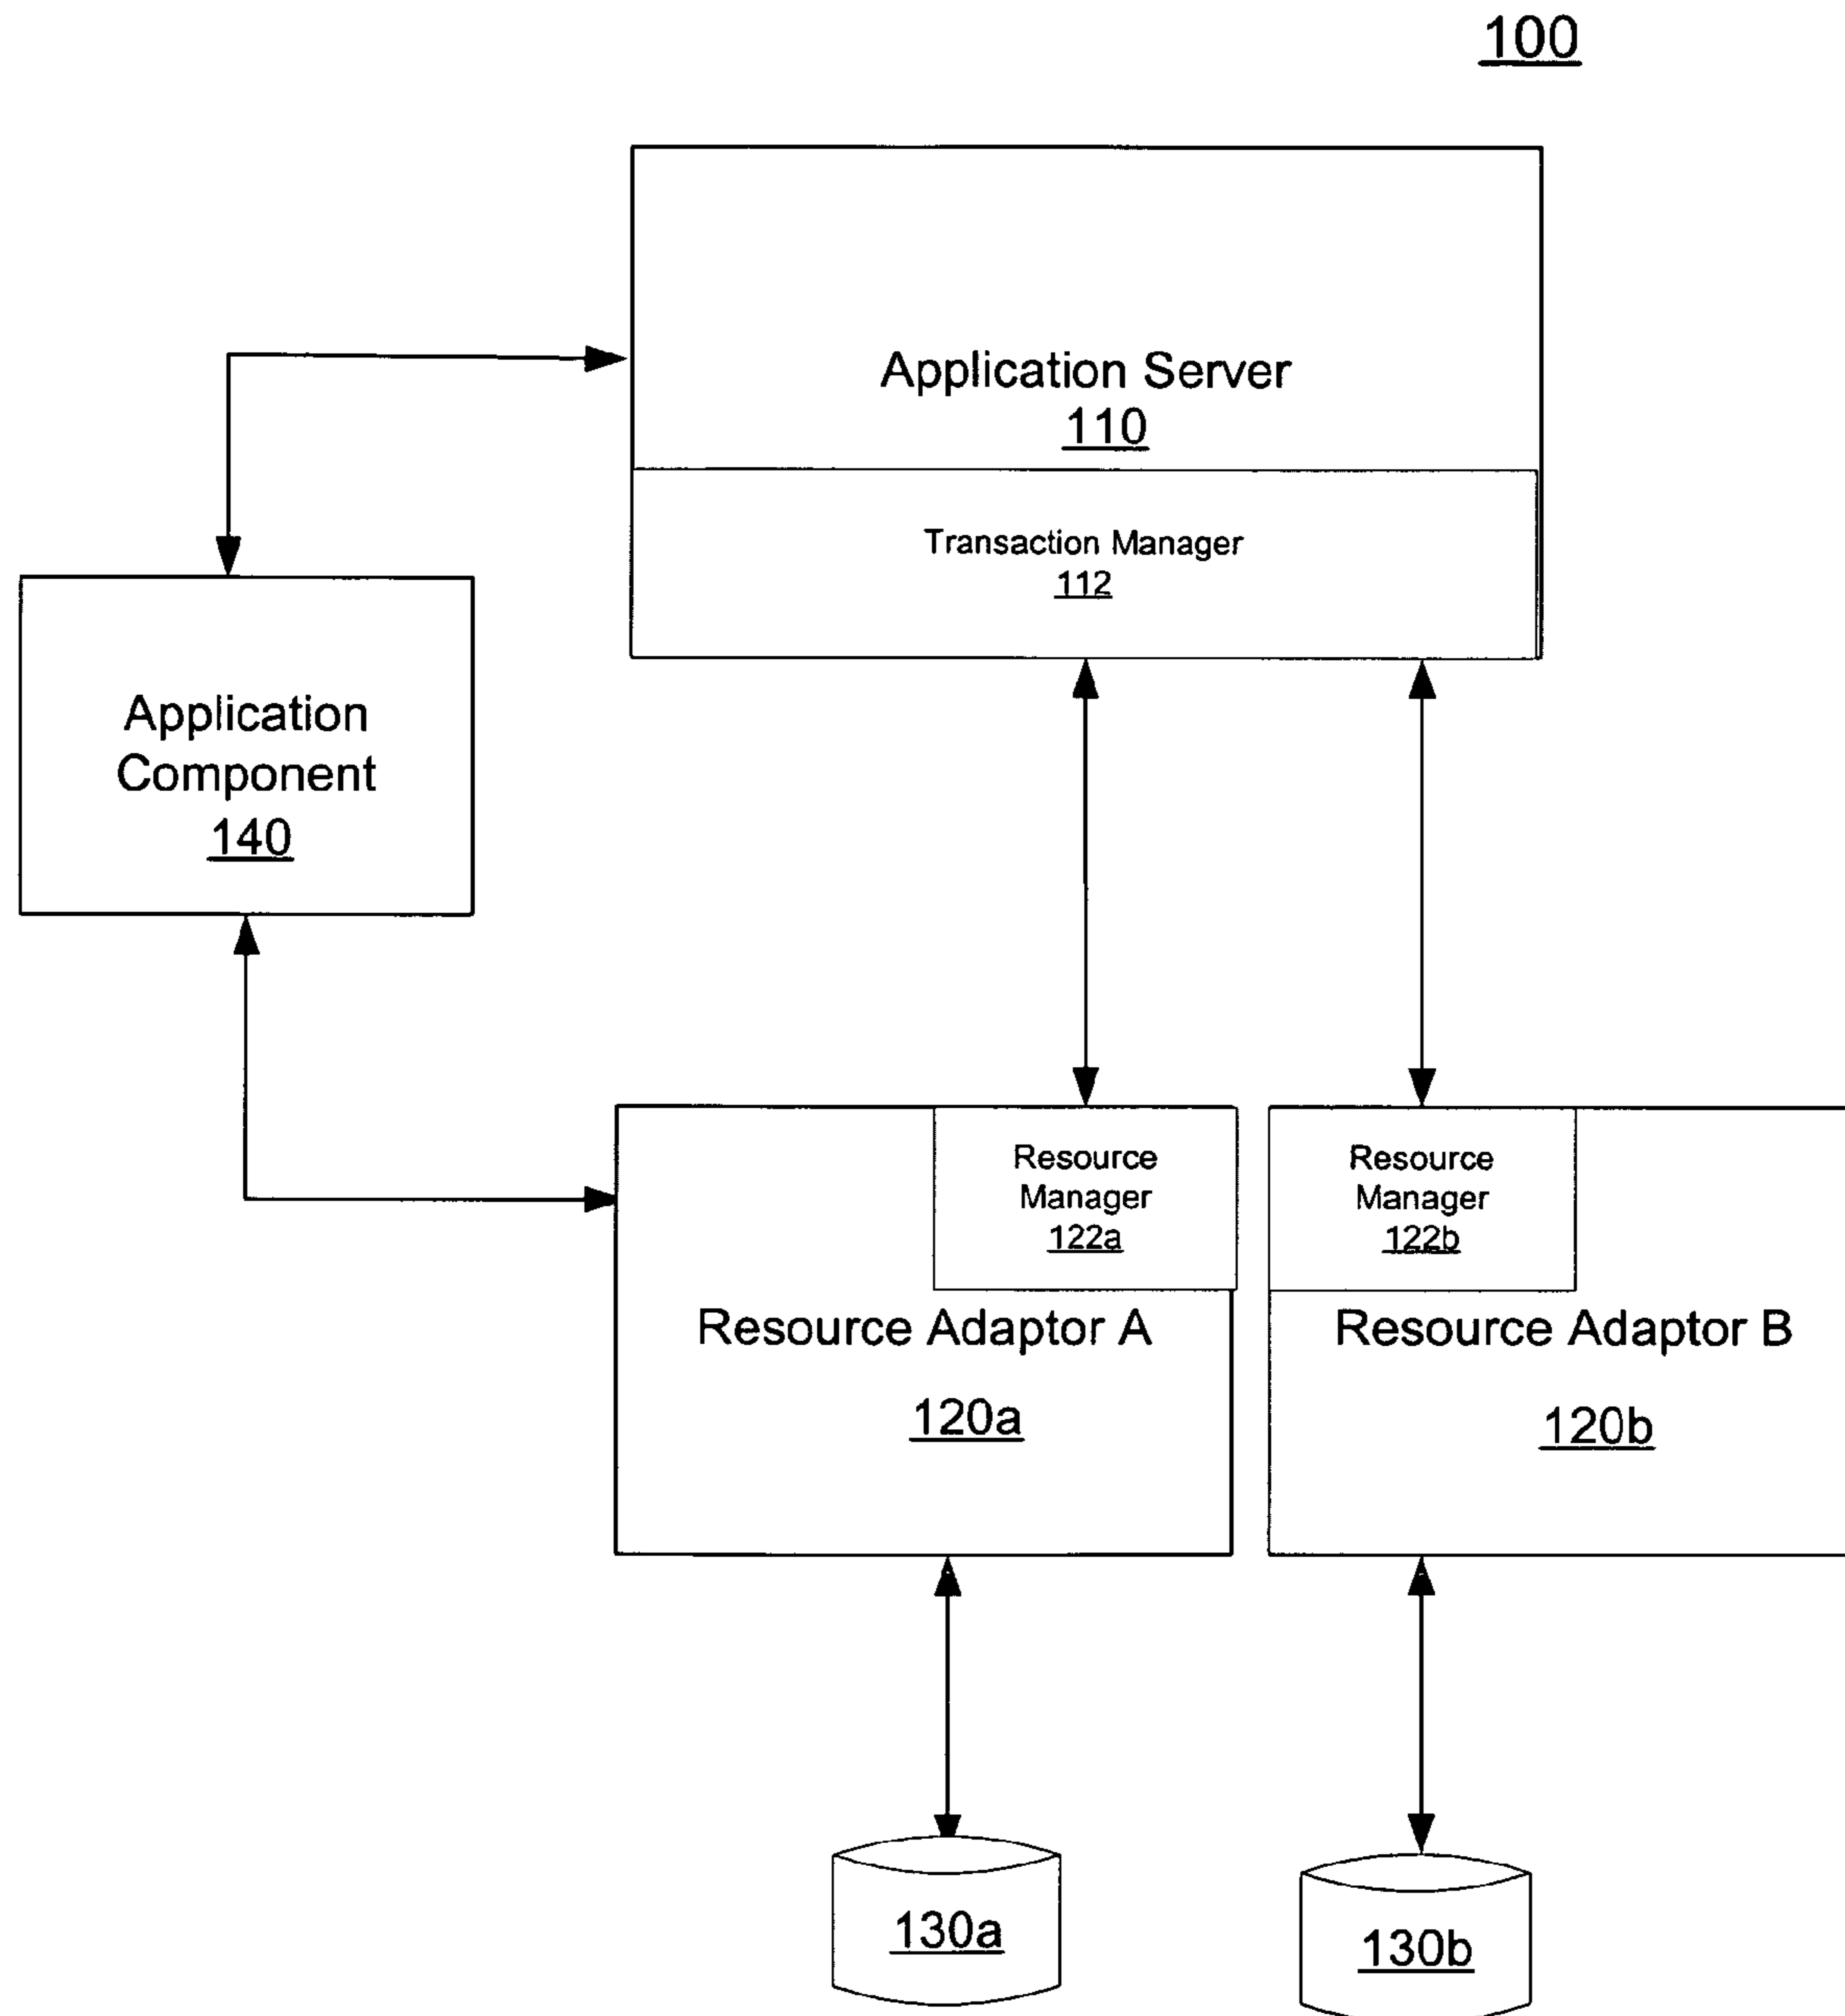 100
Application Server
110
Transaction Manager
112
Application
Component
140
Resource
Manager
122a
Resource Adaptor A
120a
Resource
Manager
122b
Resource Adaptor B
120b
130a
130b